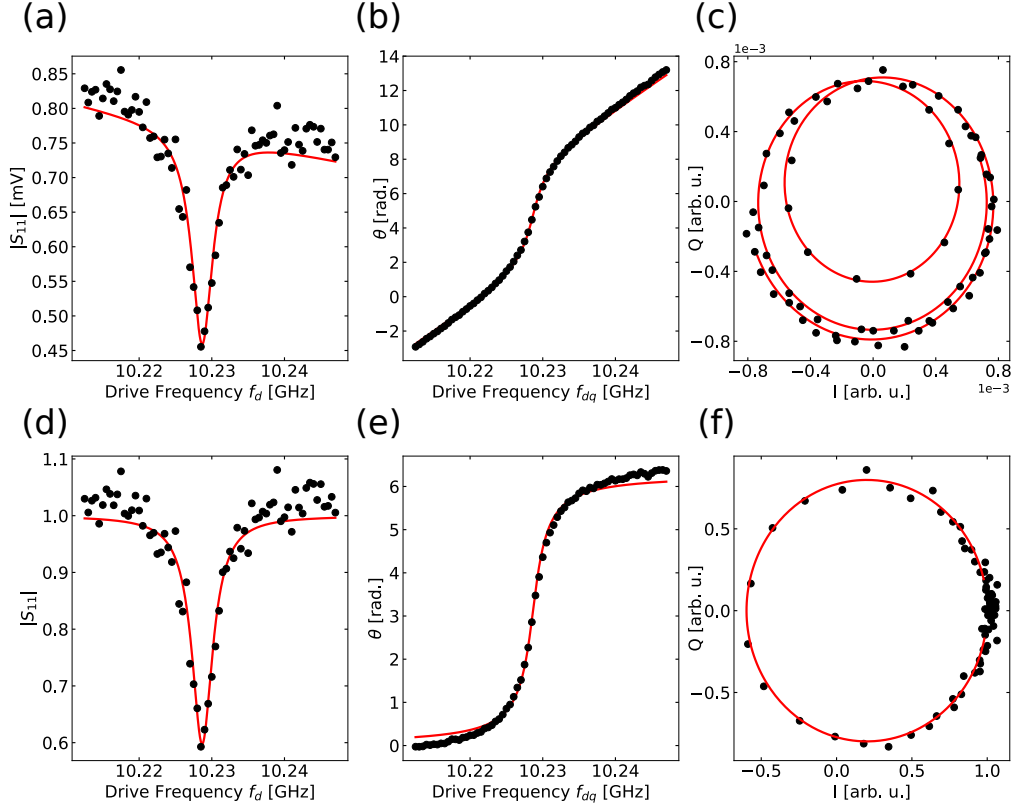 (a)
(b)
(c)
0.85
0.80
0.75
0.70
0.65
0.60
0.55
0.50
0.45
|S₁₁| [mV]
10.22 10.23 10.24
Drive Frequency f_d [GHz]
14
12
10
8
6
4
2
0
−2
θ [rad.]
10.22 10.23 10.24
Drive Frequency f_dq [GHz]
1e−3
0.8
0.4
0.0
−0.4
−0.8
Q [arb. u.]
−0.8 −0.4 0.0 0.4 0.8
I [arb. u.]
1e−3
(d)
(e)
(f)
1.1
1.0
0.9
0.8
0.7
0.6
|S₁₁|
10.22 10.23 10.24
Drive Frequency f_d [GHz]
6
5
4
3
2
1
0
θ [rad.]
10.22 10.23 10.24
Drive Frequency f_dq [GHz]
0.5
0.0
−0.5
Q [arb. u.]
−0.5 0.0 0.5 1.0
I [arb. u.]